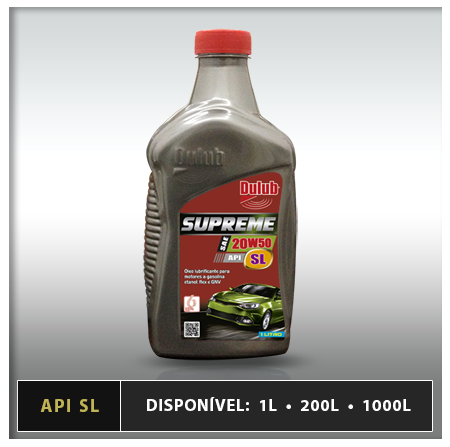 Dulub
Dulub
SUPREME
SAE 20W50
API SL
Óleo lubrificante para
motores a gasolina
etanol flex e GNV
1 LITRO
API SL
DISPONÍVEL: 1L • 200L • 1000L